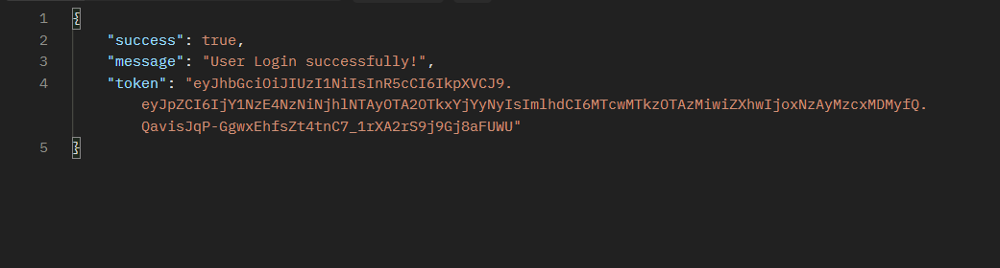 1 {
2 "success": true,
3 "message": "User Login successfully!",
4 "token": "eyJhbGciOiJIUzI1NiIsInR5cCI6IkpXVCJ9.
eyJpZCI6IjY1NzE4NzNiNjhlNTAyOTA2OTkxYjYyNyIsImlhdCI6MTcwMTkzOTAzMiwiZXhwIjoxNzAyMzcxMDMyfQ.
QavisJqP-GgwxEhfsZt4tnC7_1rXA2rS9j9Gj8aFUWU"
5 }